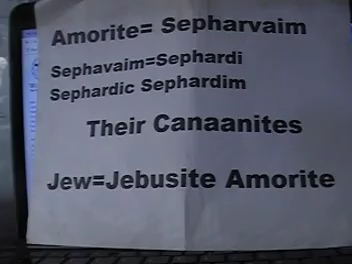 Amorite= Sepharvaim
Sephavaim=Sephardi
Sephardic Sephardim
Their Canaanites
Jew=Jebusite Amorite